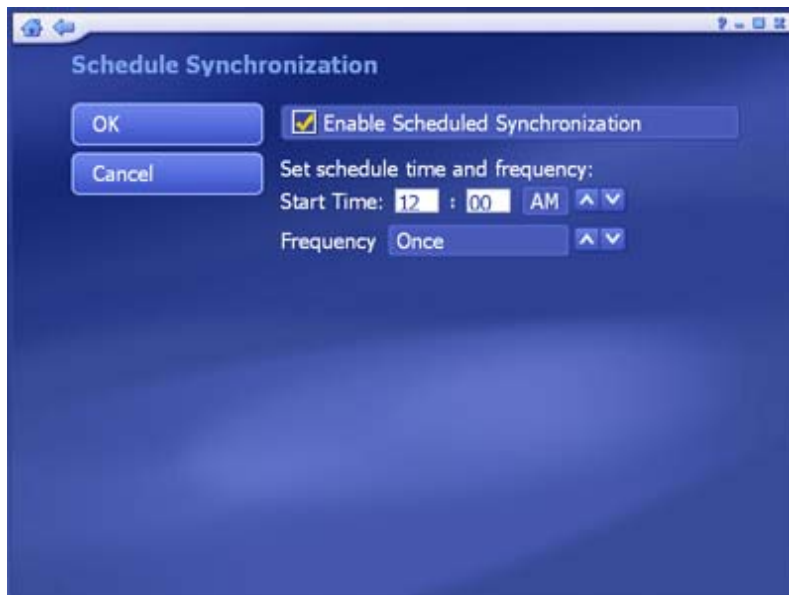 Schedule Synchronization
OK
Enable Scheduled Synchronization
Cancel
Set schedule time and frequency:
Start Time: 12 : 00 AM
Frequency Once